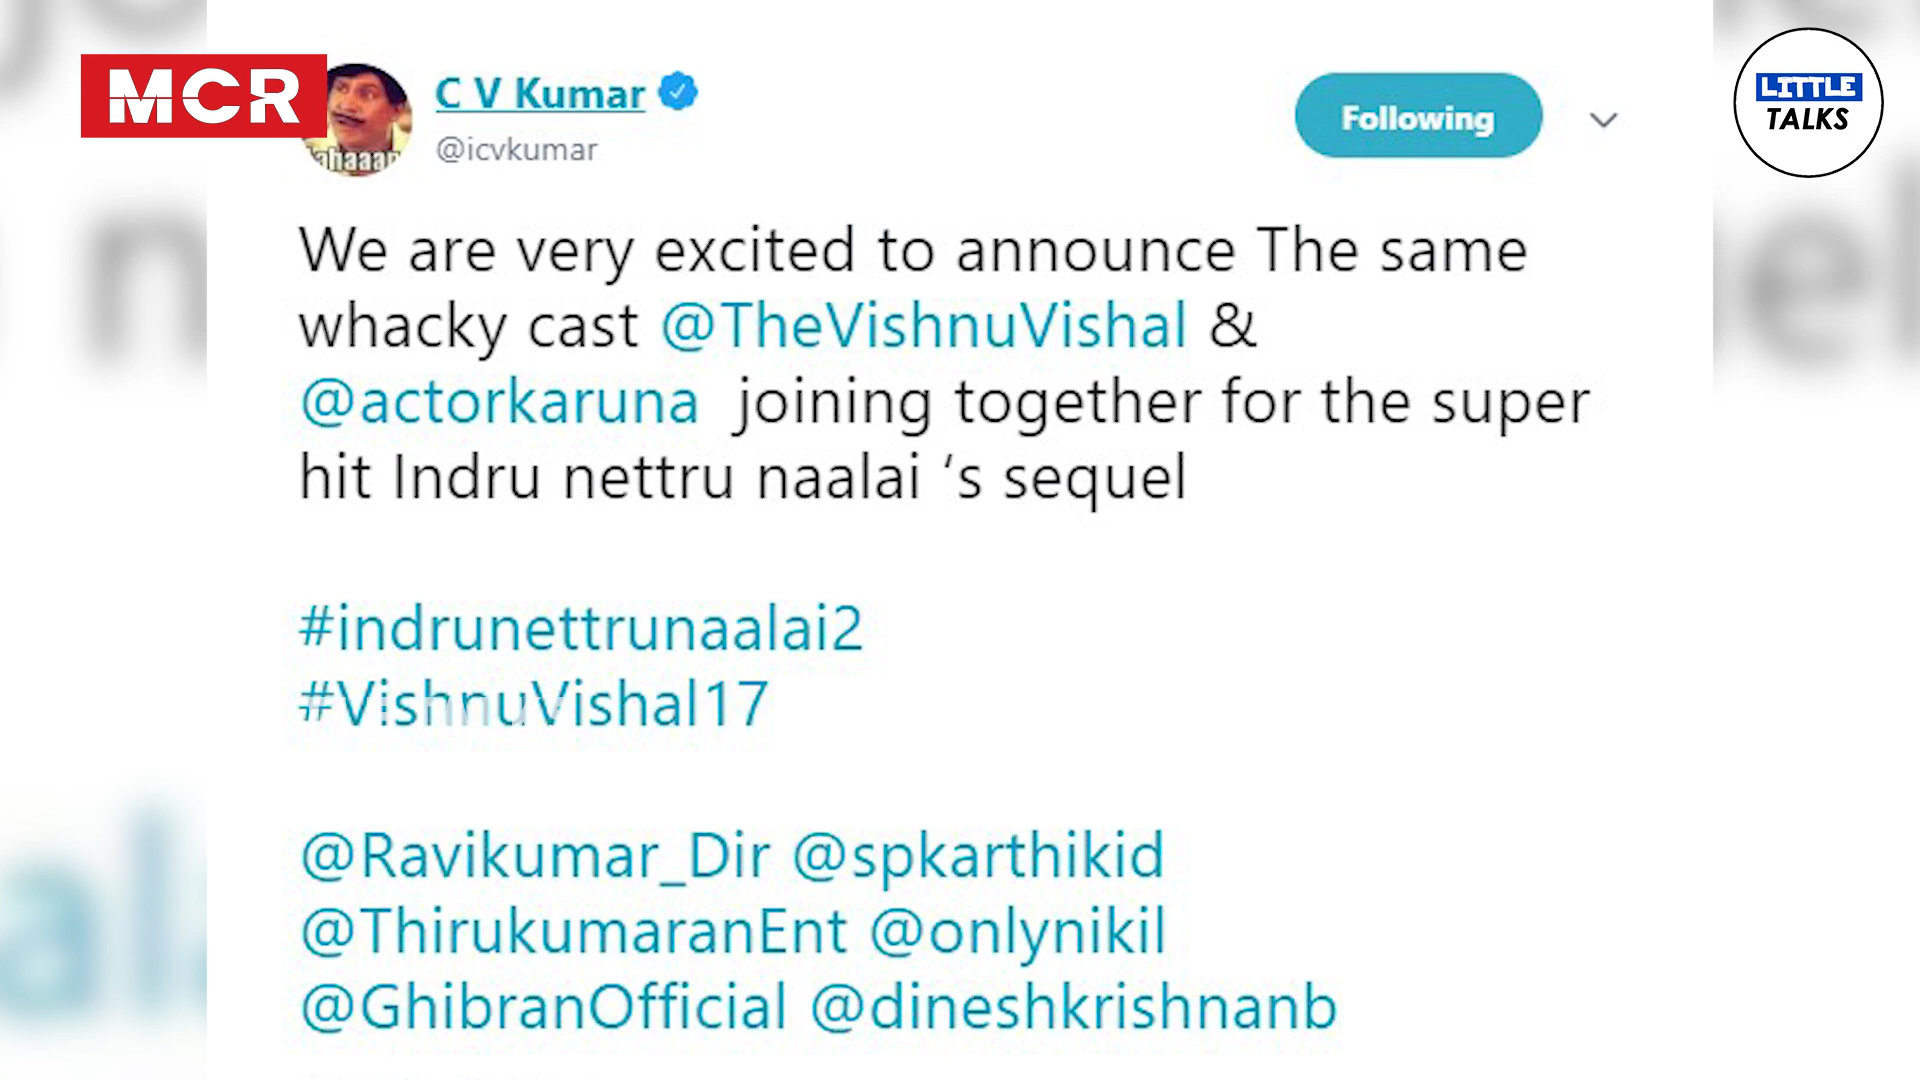 MCR
C V Kumar
@icvkumar
Following
LITTLE
TALKS
We are very excited to announce The same
whacky cast @TheVishnuVishal &
@actorkaruna joining together for the super
hit Indru nettru naalai ‘s sequel
#indrunettrunaalai2
#VishnuVishal17
@Ravikumar_Dir @spkarthikid
@ThirukumaranEnt @onlynikil
@GhibranOfficial @dineshkrishnanb